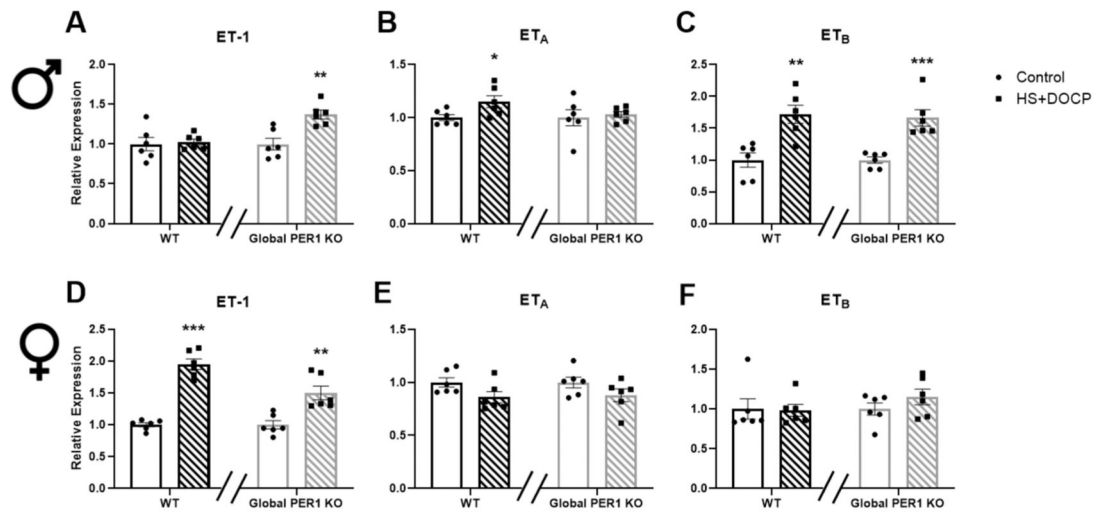 A
ET-1
**
Relative Expression
2.0
1.5
1.0
0.5
0.0
WT
Global PER1 KO
B
ETA
*
1.5
1.0
0.5
0.0
WT
Global PER1 KO
C
ETB
**
***
2.5
2.0
1.5
1.0
0.5
0.0
WT
Global PER1 KO
Control
HS+DOCP
D
ET-1
***
**
Relative Expression
2.5
2.0
1.5
1.0
0.5
0.0
WT
Global PER1 KO
E
ETA
1.5
1.0
0.5
0.0
WT
Global PER1 KO
F
ETB
2.5
2.0
1.5
1.0
0.5
0.0
WT
Global PER1 KO